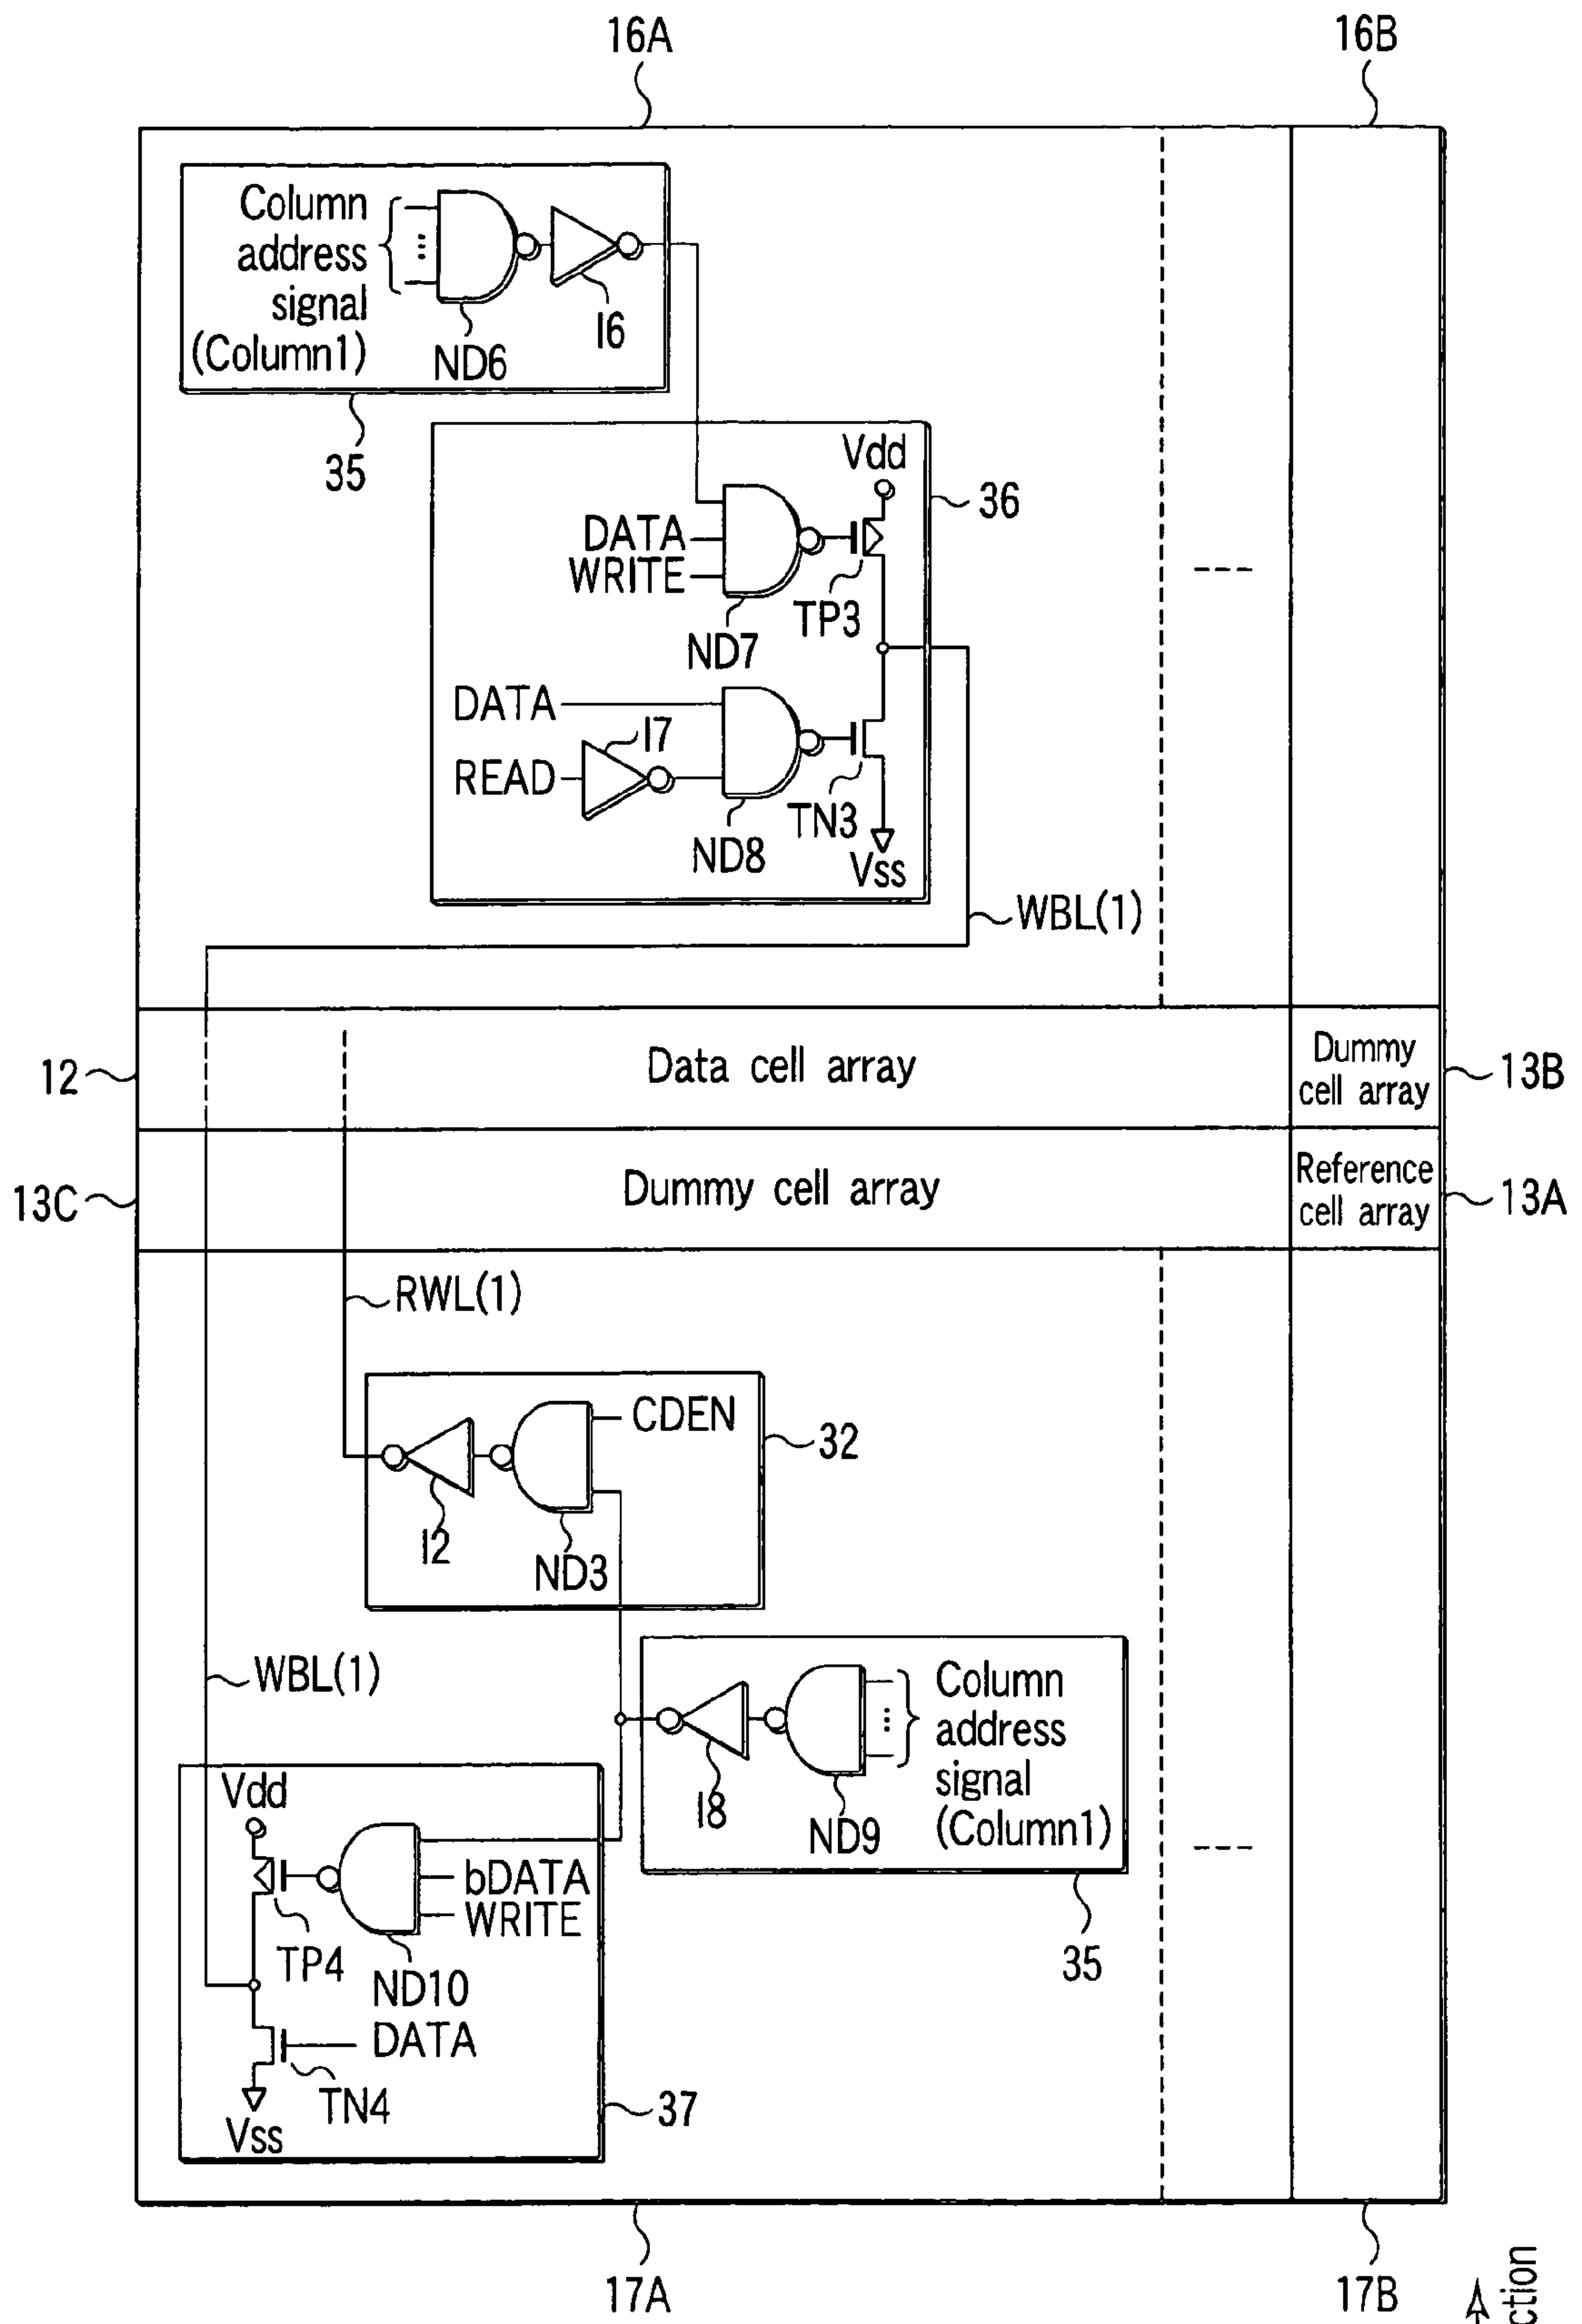 16A
16B
Column
address
signal
(Column1)
ND6
I6
35
Vdd
36
DATA
WRITE
TP3
ND7
DATA
I7
READ
TN3
ND8
Vss
WBL(1)
12
Data cell array
Dummy
cell array
13B
13C
Dummy cell array
Reference
cell array
13A
RWL(1)
CDEN
32
I2
ND3
WBL(1)
Column
address
signal
(Column1)
I8
ND9
Vdd
bDATA
WRITE
TP4
ND10
35
DATA
TN4
37
Vss
17A
17B
ction